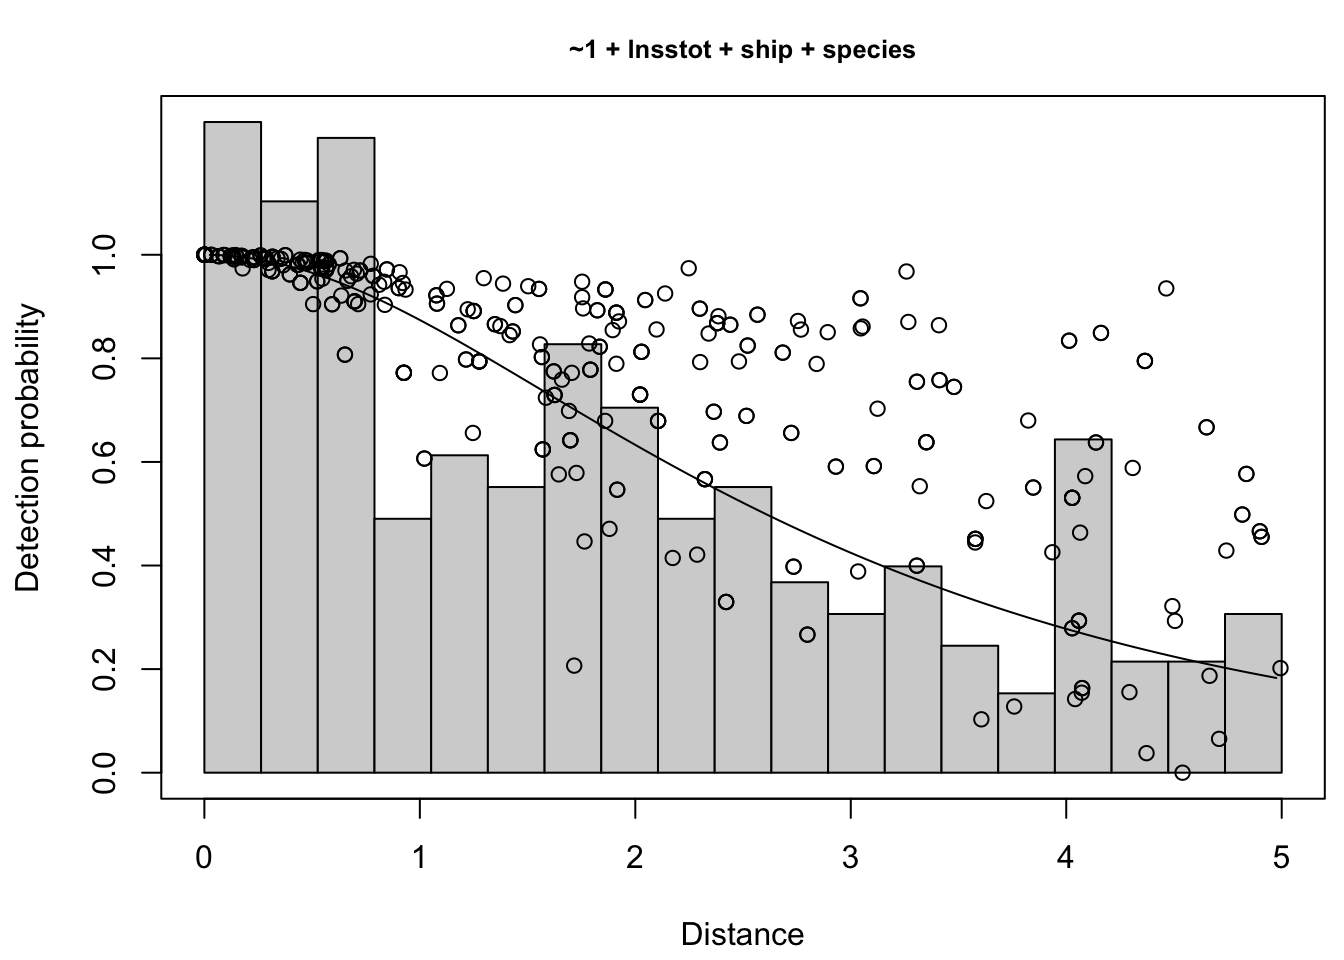 ~1 + lnsstot + ship + species
Detection probability
1.0
0.8
0.6
0.4
0.2
0.0
0 1 2 3 4 5
Distance